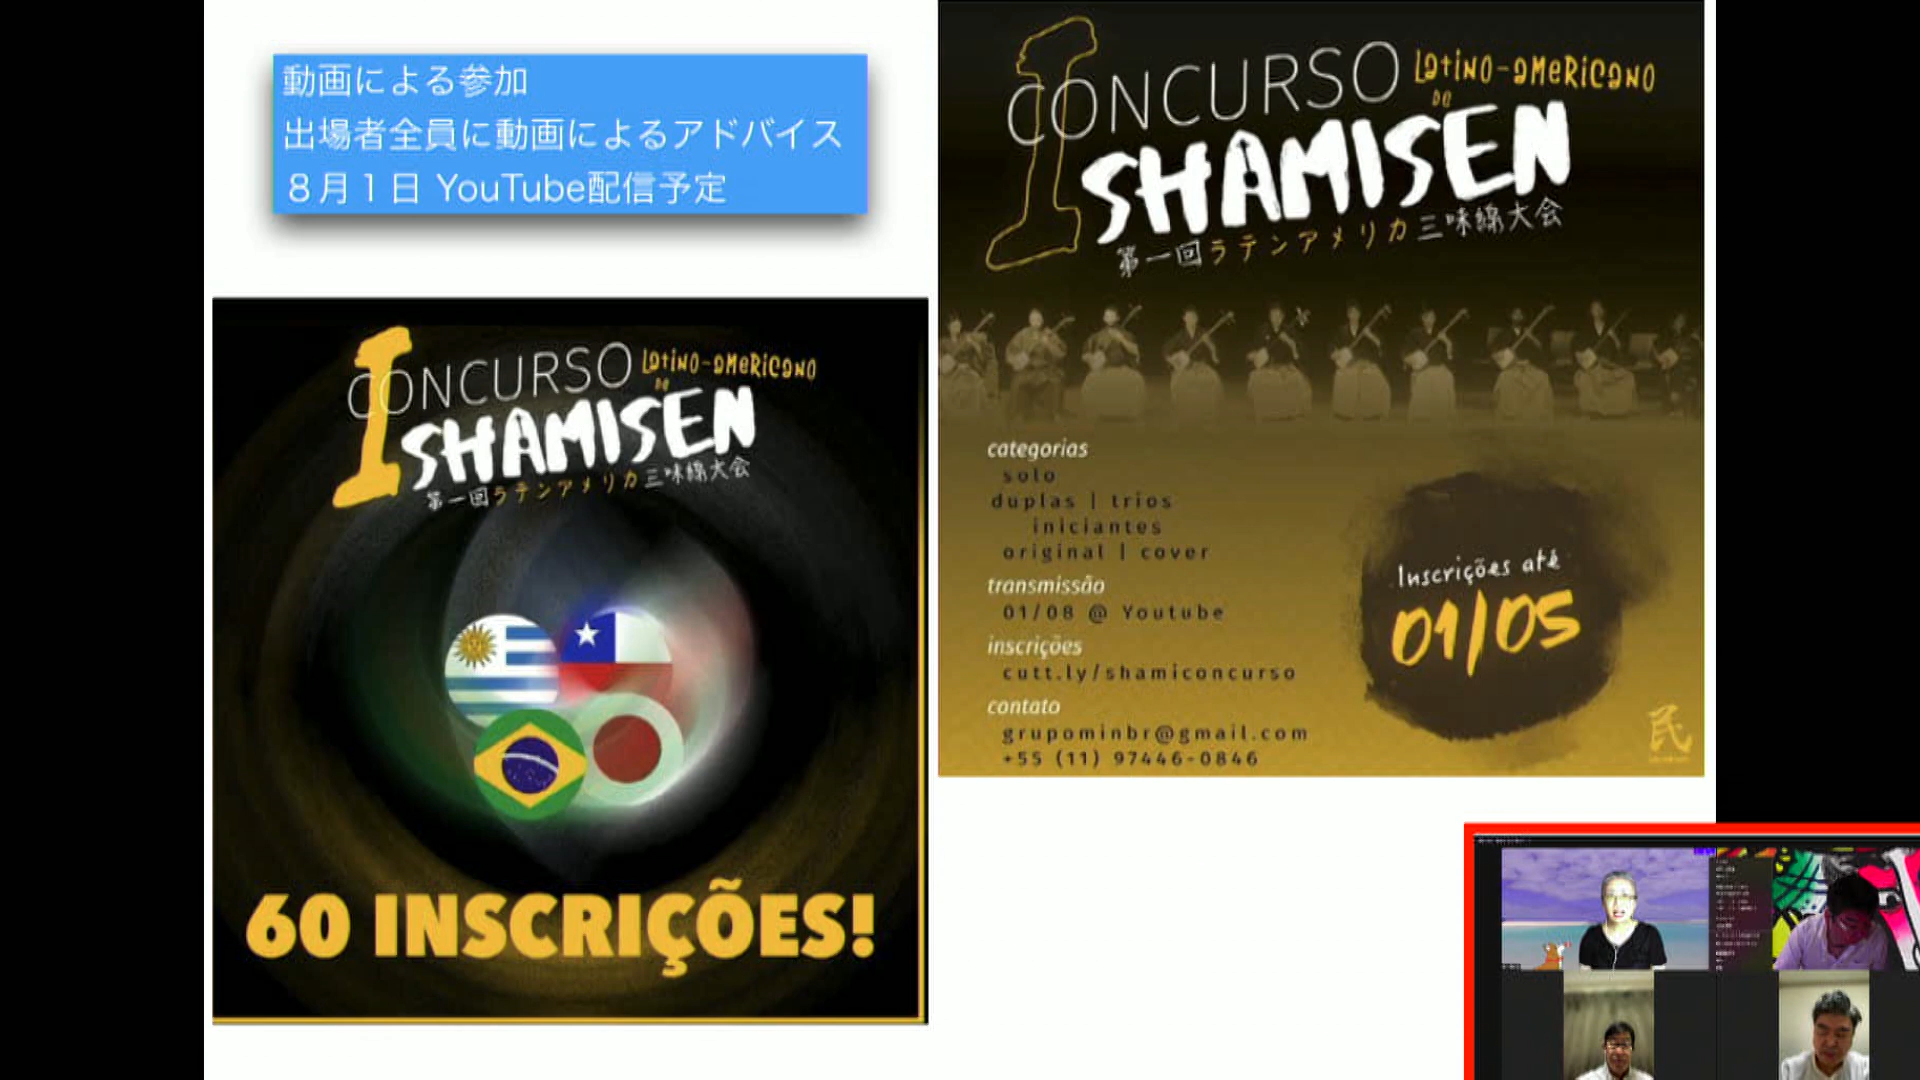 動画による参加
出場者全員に動画によるアドバイス
８月１日 YouTube配信予定
I CONCURSO Latino-americano
de
SHAMISEN
第一回ラテンアメリカ三味線大会
60 INSCRIÇÕES!
I CONCURSO Latino-americano
de
SHAMISEN
第一回ラテンアメリカ三味線大会
categorias
solo
duplas | trios
iniciantes
original | cover
transmissão
01/08 @ Youtube
inscrições
cutt.ly/shamiconcurso
contato
grupominbr@gmail.com
+55 (11) 97446-0846
Inscrições até
01/05
民